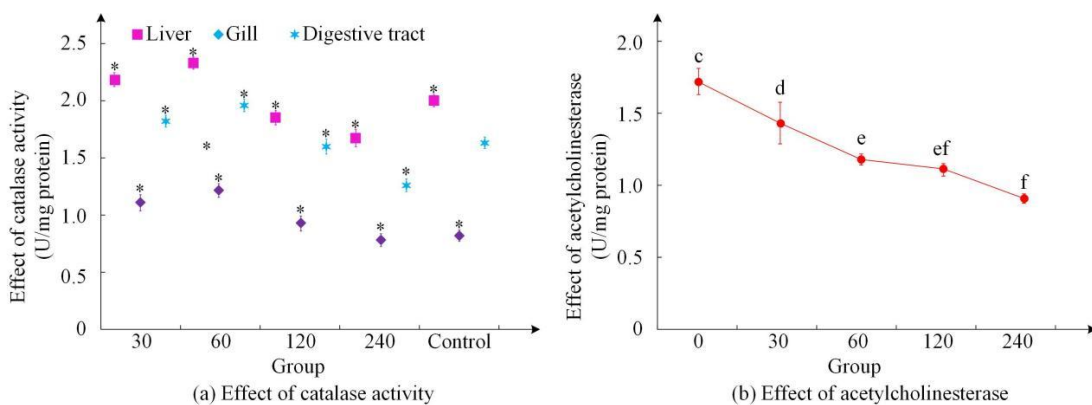 Liver Gill Digestive tract
Effect of catalase activity
(U/mg protein)
2.5
2.0
1.5
1.0
0.5
0
* * * * *
* * * * *
* * * *
*
30 60 120 240 Control
Group
(a) Effect of catalase activity
Effect of acetylcholinesterase
(U/mg protein)
2.0
1.5
1.0
0.5
0
c
d
e
ef
f
0 30 60 120 240
Group
(b) Effect of acetylcholinesterase